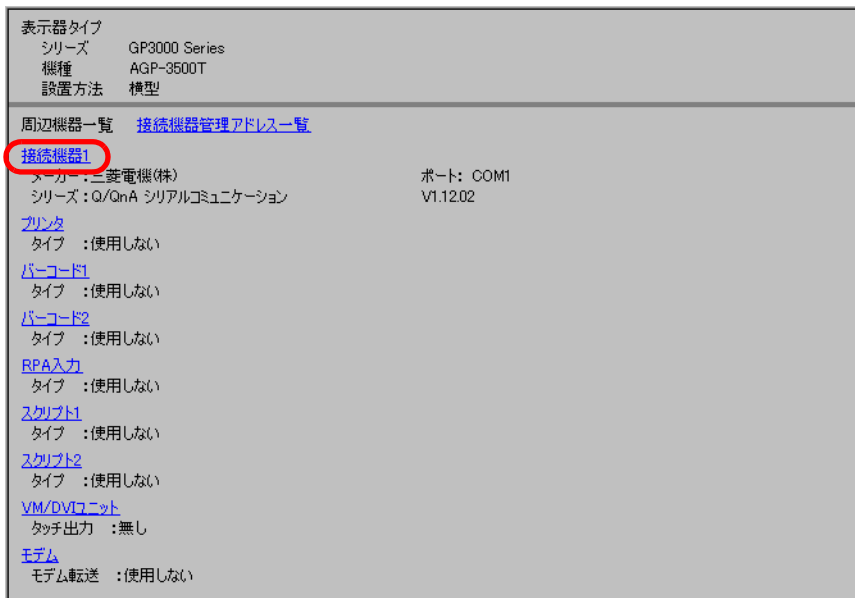 表示器タイプ
シリーズ GP3000 Series
機種 AGP-3500T
設置方法 横型
周辺機器一覧 接続機器管理アドレス一覧
接続機器1
メーカー:三菱電機(株) ポート: COM1
シリーズ:Q/QnA シリアルコミュニケーション V1.12.02
プリンタ
タイプ :使用しない
バーコード1
タイプ :使用しない
バーコード2
タイプ :使用しない
RPA入力
タイプ :使用しない
スクリプト1
タイプ :使用しない
スクリプト2
タイプ :使用しない
VM/DVIユニット
タッチ出力 :無し
モデム
モデム転送 :使用しない